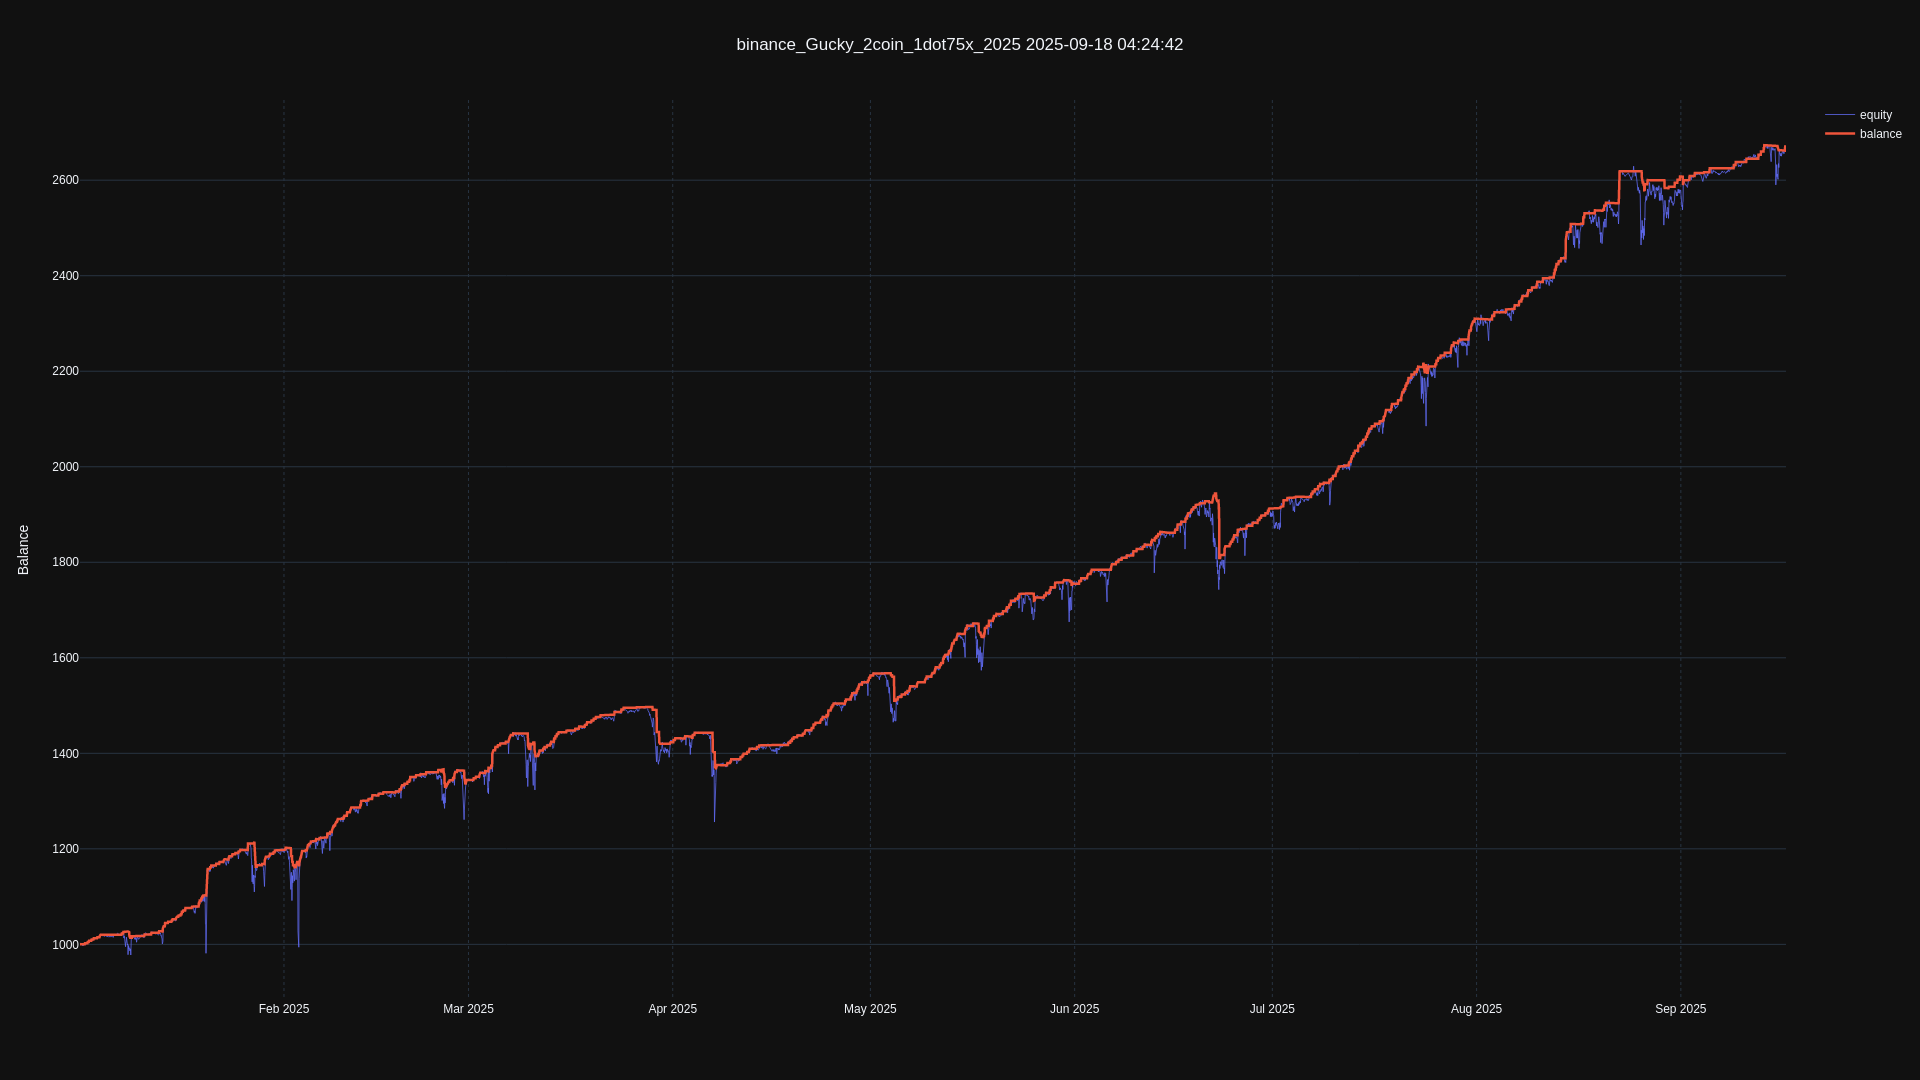 binance_Gucky_2coin_1dot75x_2025 2025-09-18 04:24:42
equity
balance
Balance
2600
2400
2200
2000
1800
1600
1400
1200
1000
Feb 2025
Mar 2025
Apr 2025
May 2025
Jun 2025
Jul 2025
Aug 2025
Sep 2025